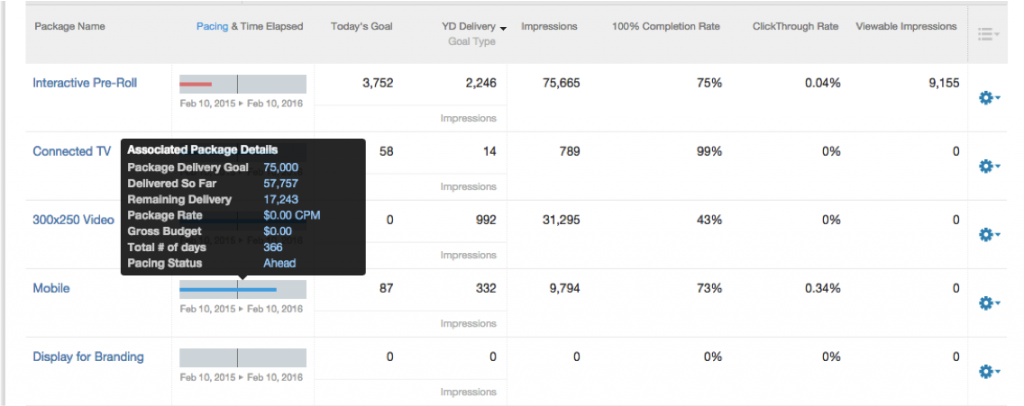 Package Name Pacing & Time Elapsed Today's Goal YD Delivery Impressions 100% Completion Rate ClickThrough Rate Viewable Impressions
Goal Type
Interactive Pre-Roll 3,752 2,246 75,665 75% 0.04% 9,155
Feb 10, 2015 ▸ Feb 10, 2016
Impressions
Connected TV 58 14 789 99% 0% 0
Impressions
300x250 Video 0 992 31,295 43% 0% 0
Impressions
Associated Package Details
Package Delivery Goal 75,000
Delivered So Far 57,757
Remaining Delivery 17,243
Package Rate $0.00 CPM
Gross Budget $0.00
Total # of days 366
Pacing Status Ahead
Mobile 87 332 9,794 73% 0.34% 0
Feb 10, 2015 ▸ Feb 10, 2016
Impressions
Display for Branding 0 0 0 0% 0% 0
Feb 10, 2015 ▸ Feb 10, 2016
Impressions